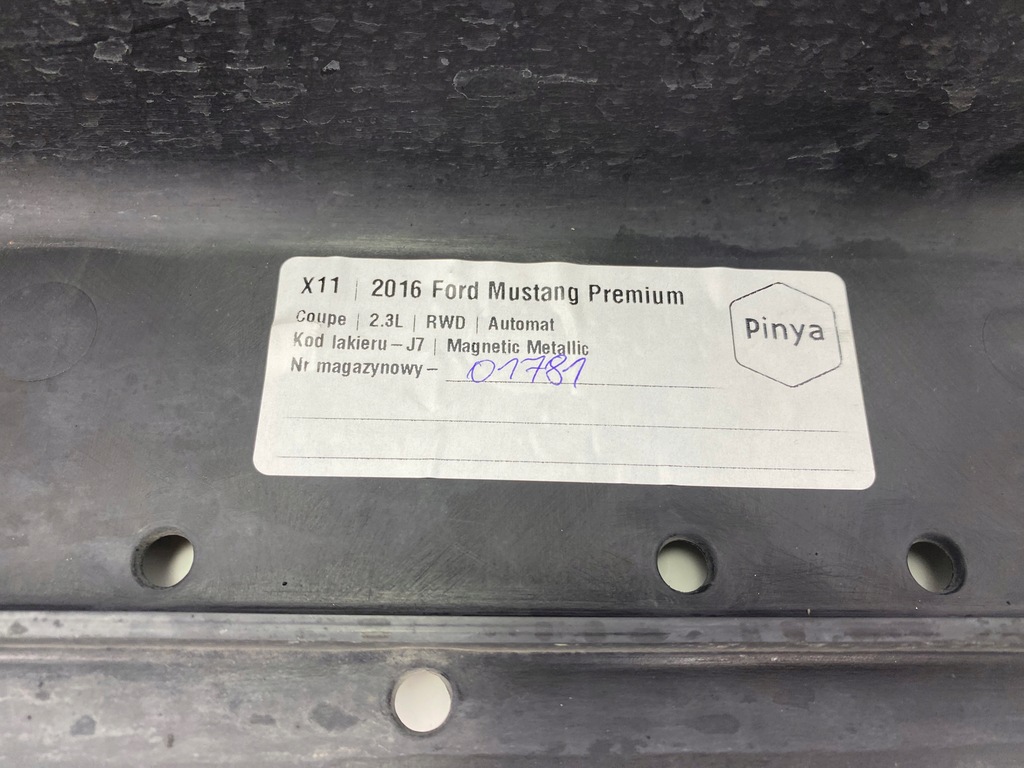 X11 | 2016 Ford Mustang Premium
Coupe | 2.3L | RWD | Automat
Kod lakieru – J7 | Magnetic Metallic
Nr magazynowy – 01781
Pinya